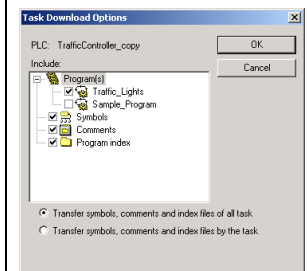 Task Download Options
PLC: TrafficController_copy
OK
Include:
Cancel
Program(s)
Traffic_Lights
Sample_Program
Symbols
Comments
Program index
Transfer symbols, comments and index files of all task
Transfer symbols, comments and index files by the task